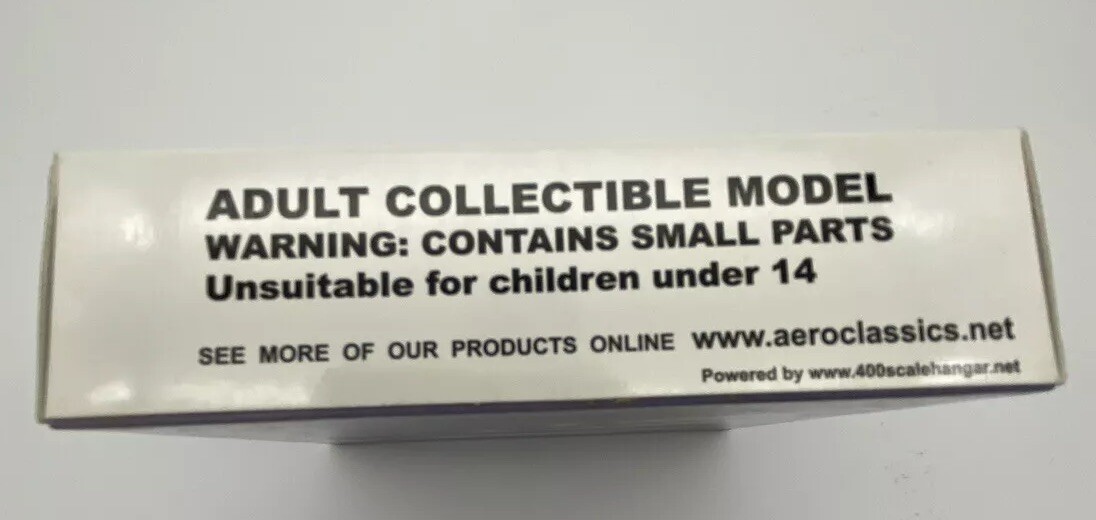 ADULT COLLECTIBLE MODEL
WARNING: CONTAINS SMALL PARTS
Unsuitable for children under 14
SEE MORE OF OUR PRODUCTS ONLINE www.aeroclassics.net
Powered by www.400scalehangar.net